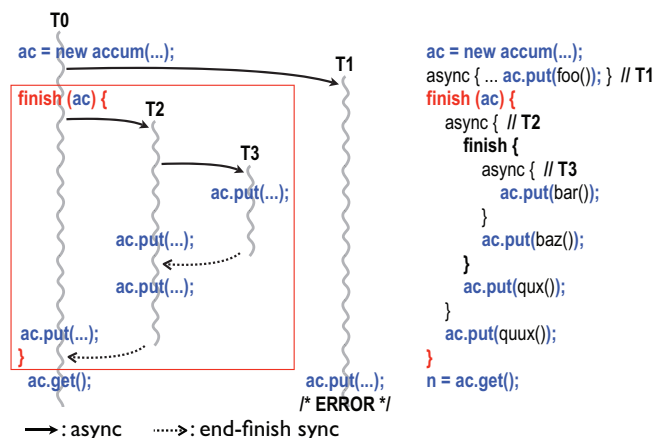 T0
ac = new accum(...);
T1
finish (ac) {
T2
T3
ac.put(...);
ac.put(...);
ac.put(...);
ac.put(...);
}
ac.get();
ac.put(...);
/* ERROR */
: async
: end-finish sync
ac = new accum(...);
async { ... ac.put(foo()); } // T1
finish (ac) {
async { // T2
finish {
async { // T3
ac.put(bar());
}
ac.put(baz());
}
ac.put(qux());
}
ac.put(quux());
}
n = ac.get();